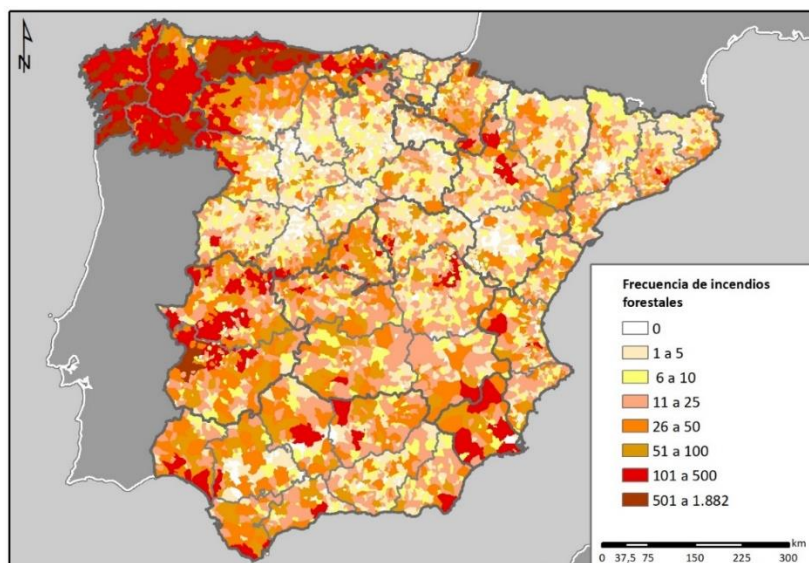 N
Frecuencia de incendios
forestales
0
1 a 5
6 a 10
11 a 25
26 a 50
51 a 100
101 a 500
501 a 1.882
km
0 37,5 75 150 225 300